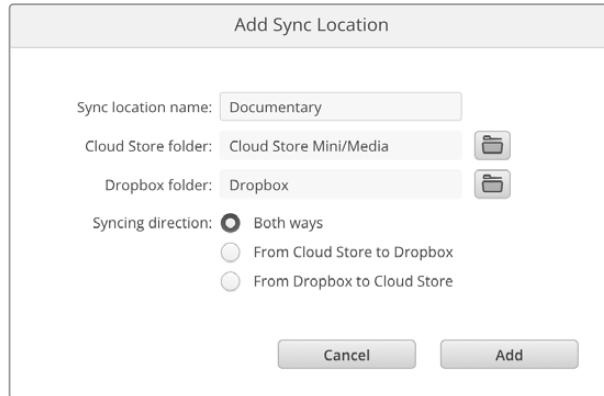 Add Sync Location
Sync location name: Documentary
Cloud Store folder: Cloud Store Mini/Media
Dropbox folder: Dropbox
Syncing direction: Both ways
From Cloud Store to Dropbox
From Dropbox to Cloud Store
Cancel Add